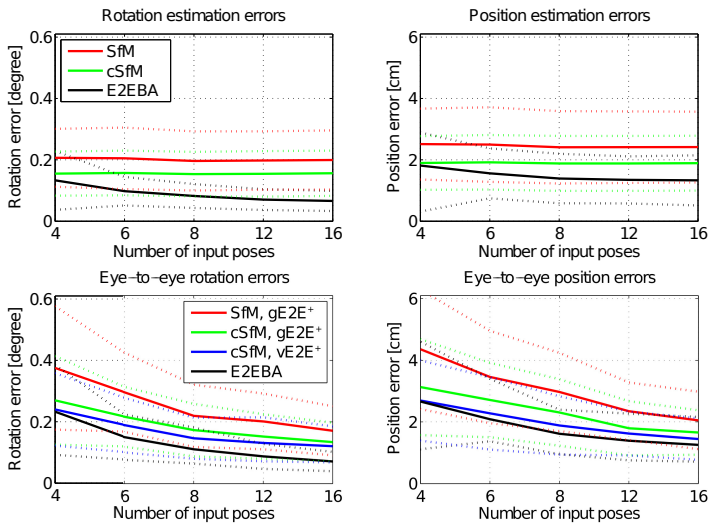 Rotation estimation errors
Position estimation errors
0.6
0.4
0.2
0
Rotation error [degree]
SfM
cSfM
E2EBA
4 6 8 12 16
Number of input poses
6
4
2
0
Position error [cm]
4 6 8 12 16
Number of input poses
Eye−to−eye rotation errors
Eye−to−eye position errors
0.6
0.4
0.2
0
Rotation error [degree]
SfM, gE2E⁺
cSfM, gE2E⁺
cSfM, vE2E⁺
E2EBA
4 6 8 12 16
Number of input poses
6
4
2
0
Position error [cm]
4 6 8 12 16
Number of input poses